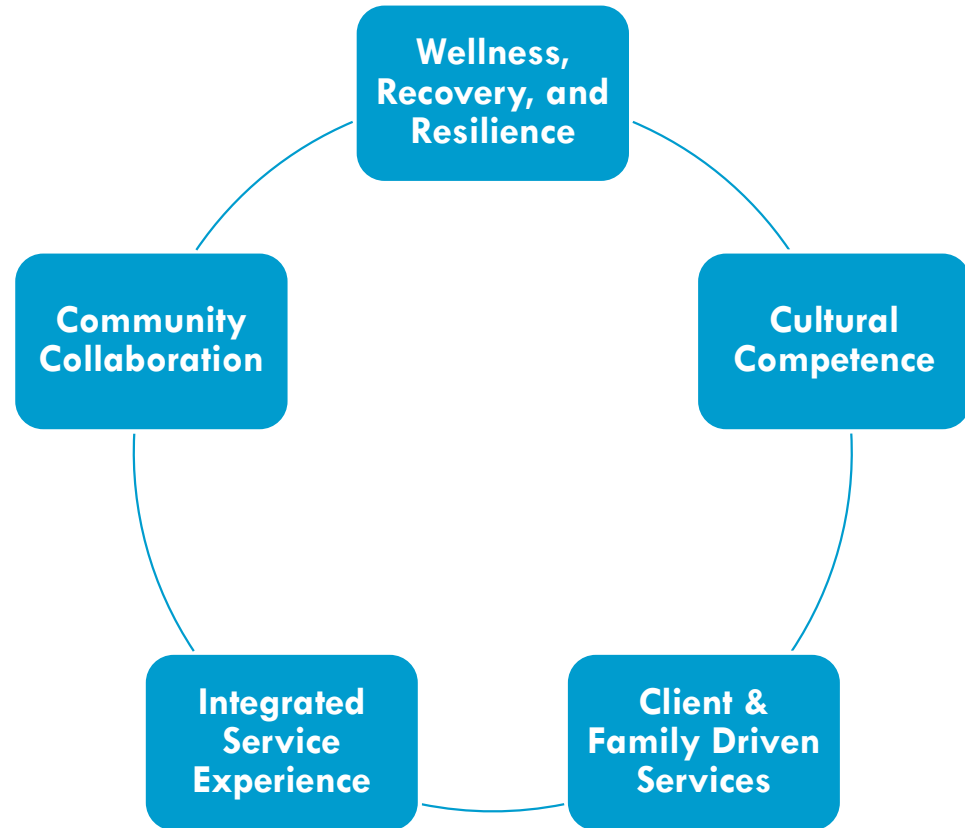 Wellness,
Recovery, and
Resilience
Community
Collaboration
Cultural
Competence
Integrated
Service
Experience
Client &
Family Driven
Services